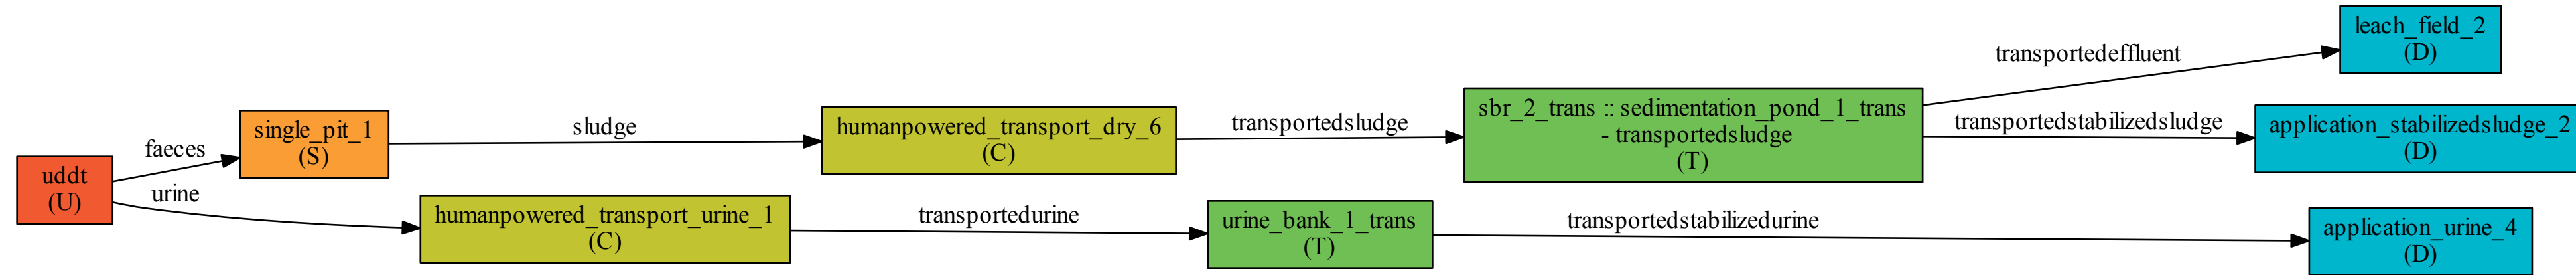 uddt
(U)
faeces
urine
single_pit_1
(S)
sludge
humanpowered_transport_urine_1
(C)
humanpowered_transport_dry_6
(C)
transportedurine
transportedsludge
urine_bank_1_trans
(T)
sbr_2_trans :: sedimentation_pond_1_trans
- transportedsludge
(T)
transportedstabilizedurine
transportedeffluent
transportedstabilizedsludge
leach_field_2
(D)
application_stabilizedsludge_2
(D)
application_urine_4
(D)